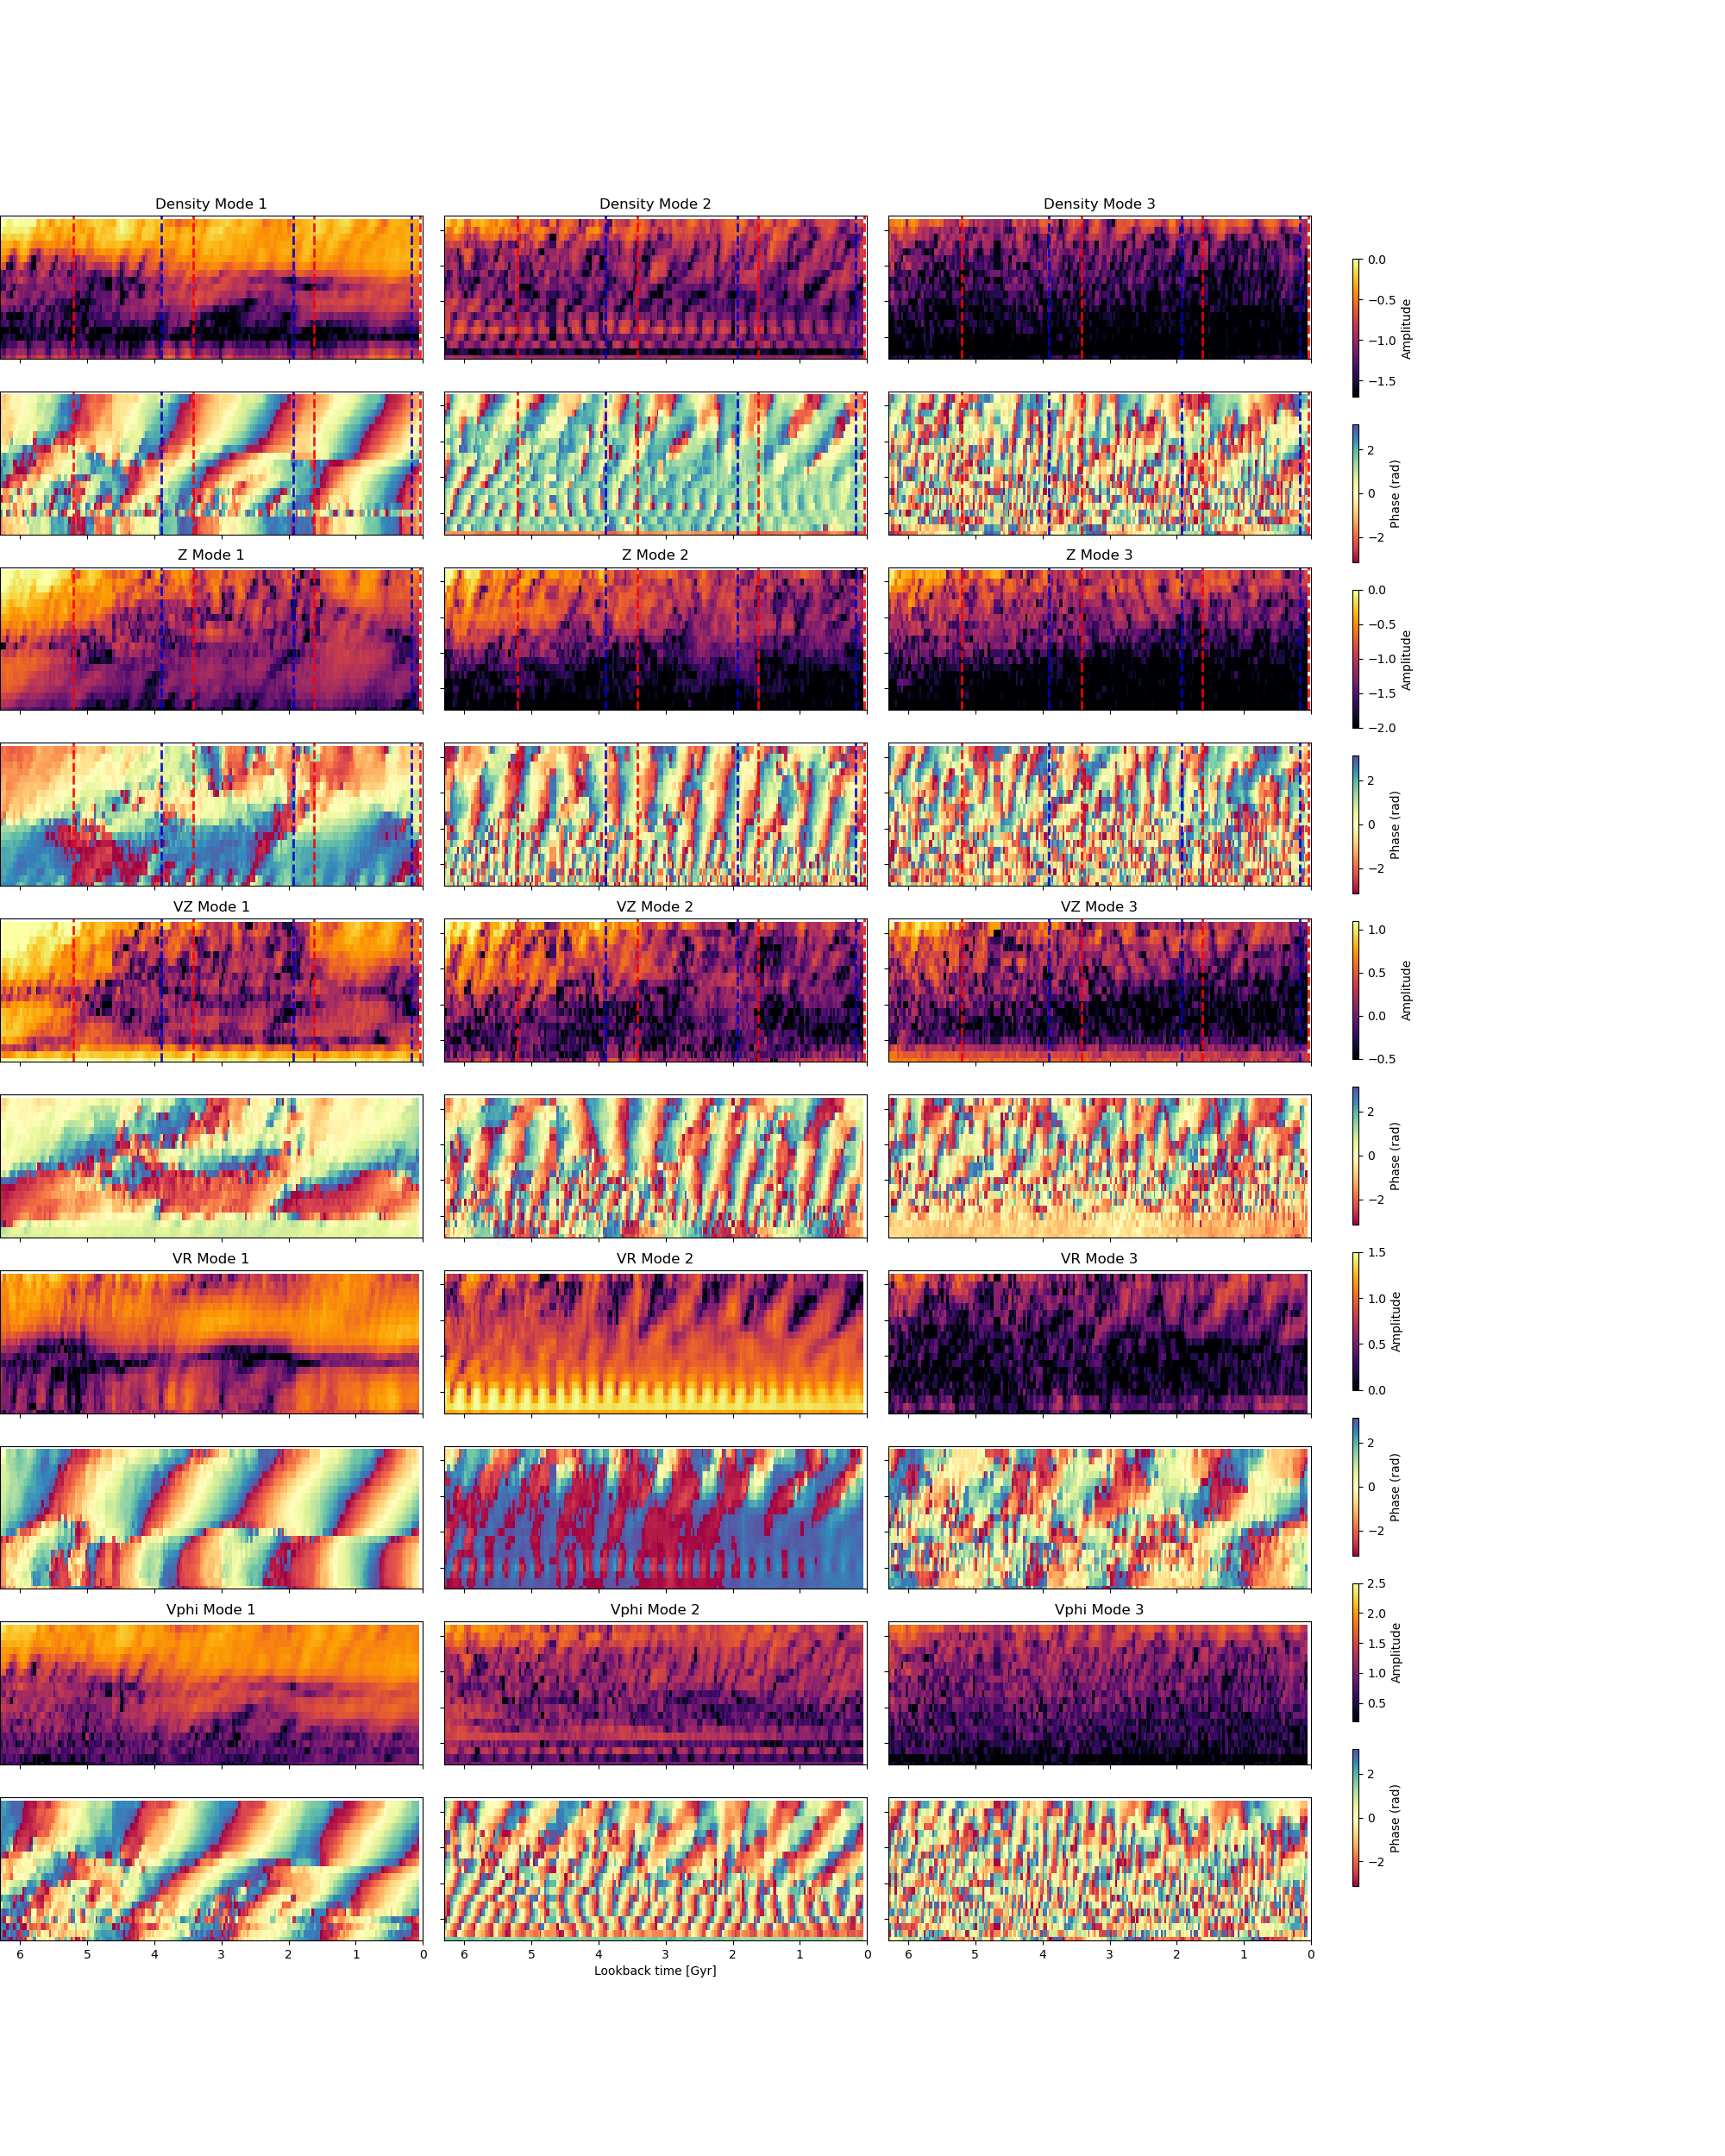 Density Mode 1
Density Mode 2
Density Mode 3
0.0
−0.5
−1.0
−1.5
Amplitude
2
0
−2
Phase (rad)
Z Mode 1
Z Mode 2
Z Mode 3
0.0
−0.5
−1.0
−1.5
−2.0
Amplitude
2
0
−2
Phase (rad)
VZ Mode 1
VZ Mode 2
VZ Mode 3
1.0
0.5
0.0
−0.5
Amplitude
2
0
−2
Phase (rad)
VR Mode 1
VR Mode 2
VR Mode 3
1.5
1.0
0.5
0.0
Amplitude
2
0
−2
Phase (rad)
Vphi Mode 1
Vphi Mode 2
Vphi Mode 3
2.5
2.0
1.5
1.0
0.5
Amplitude
2
0
−2
Phase (rad)
6 5 4 3 2 1 0
6 5 4 3 2 1 0
6 5 4 3 2 1 0
Lookback time [Gyr]